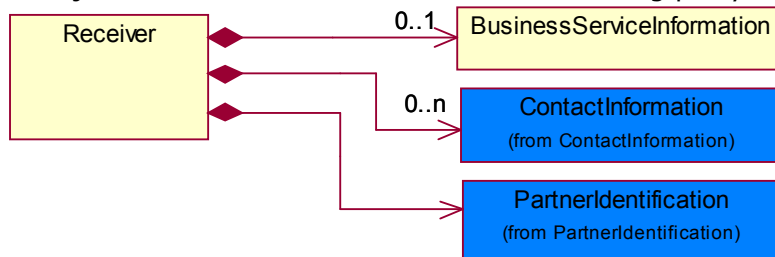 Receiver
0..1
BusinessServiceInformation
0..n
ContactInformation
(from ContactInformation)
PartnerIdentification
(from PartnerIdentification)